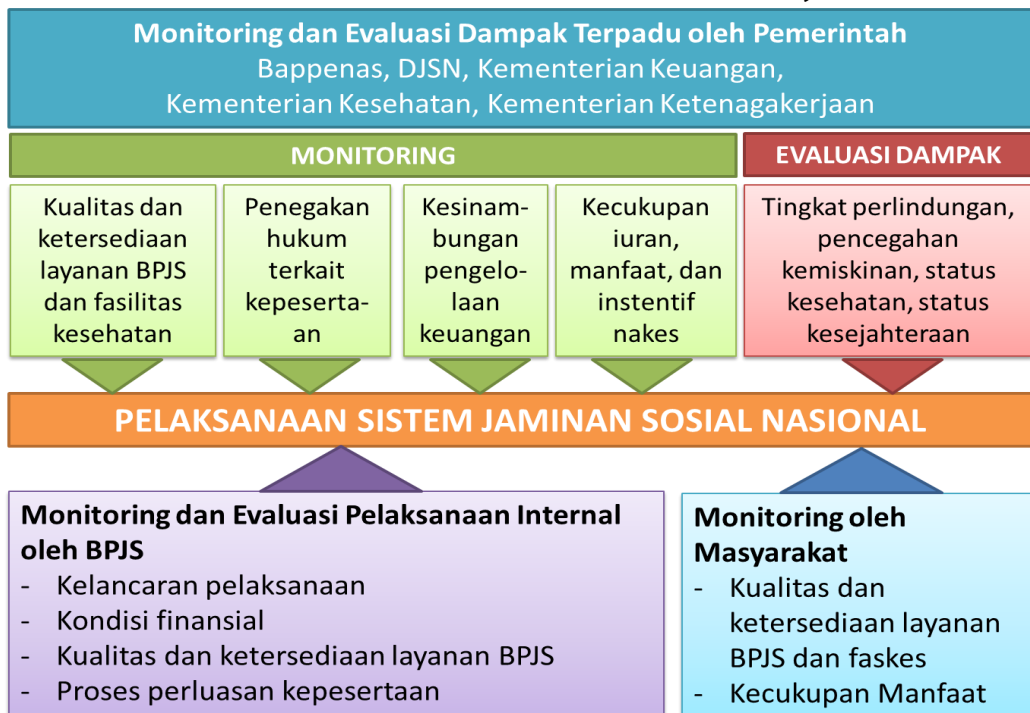 Monitoring dan Evaluasi Dampak Terpadu oleh Pemerintah
Bappenas, DJSN, Kementerian Keuangan,
Kementerian Kesehatan, Kementerian Ketenagakerjaan
MONITORING
EVALUASI DAMPAK
Kualitas dan
ketersediaan
layanan BPJS
dan fasilitas
kesehatan
Penegakan
hukum
terkait
kepeserta-
an
Kesinam-
bungan
pengelo-
laan
keuangan
Kecukupan
iuran,
manfaat, dan
instentif
nakes
Tingkat perlindungan,
pencegahan
kemiskinan, status
kesehatan, status
kesejahteraan
PELAKSANAAN SISTEM JAMINAN SOSIAL NASIONAL
Monitoring dan Evaluasi Pelaksanaan Internal
oleh BPJS
- Kelancaran pelaksanaan
- Kondisi finansial
- Kualitas dan ketersediaan layanan BPJS
- Proses perluasan kepesertaan
Monitoring oleh
Masyarakat
- Kualitas dan
ketersediaan layanan
BPJS dan faskes
- Kecukupan Manfaat